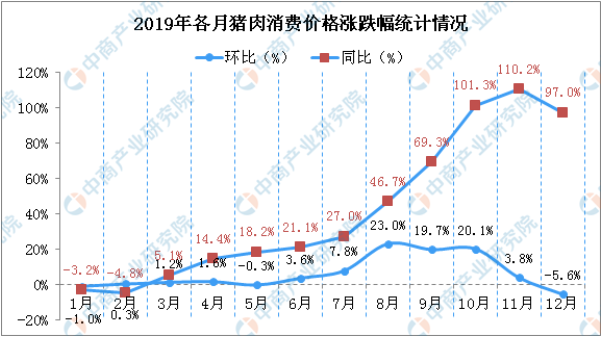 2019年各月猪肉消费价格涨跌幅统计情况
环比（%） 同比（%）
120%
100%
80%
60%
40%
20%
0%
-20%
-3.2% -4.8% 5.1% 14.4% 18.2% 21.1% 27.0% 46.7% 69.3% 101.3% 110.2% 97.0%
-1.0% 0.3% 1.2% 1.6% -0.3% 3.6% 7.8% 23.0% 19.7% 20.1% 3.8% -5.6%
1月 2月 3月 4月 5月 6月 7月 8月 9月 10月 11月 12月
中商产业研究院